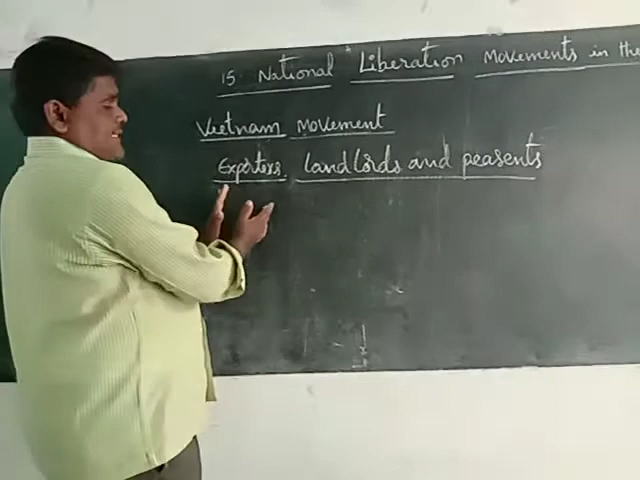 15. National Liberation Movements in the
Vietnam Movement
Exporters, landlords and peasents